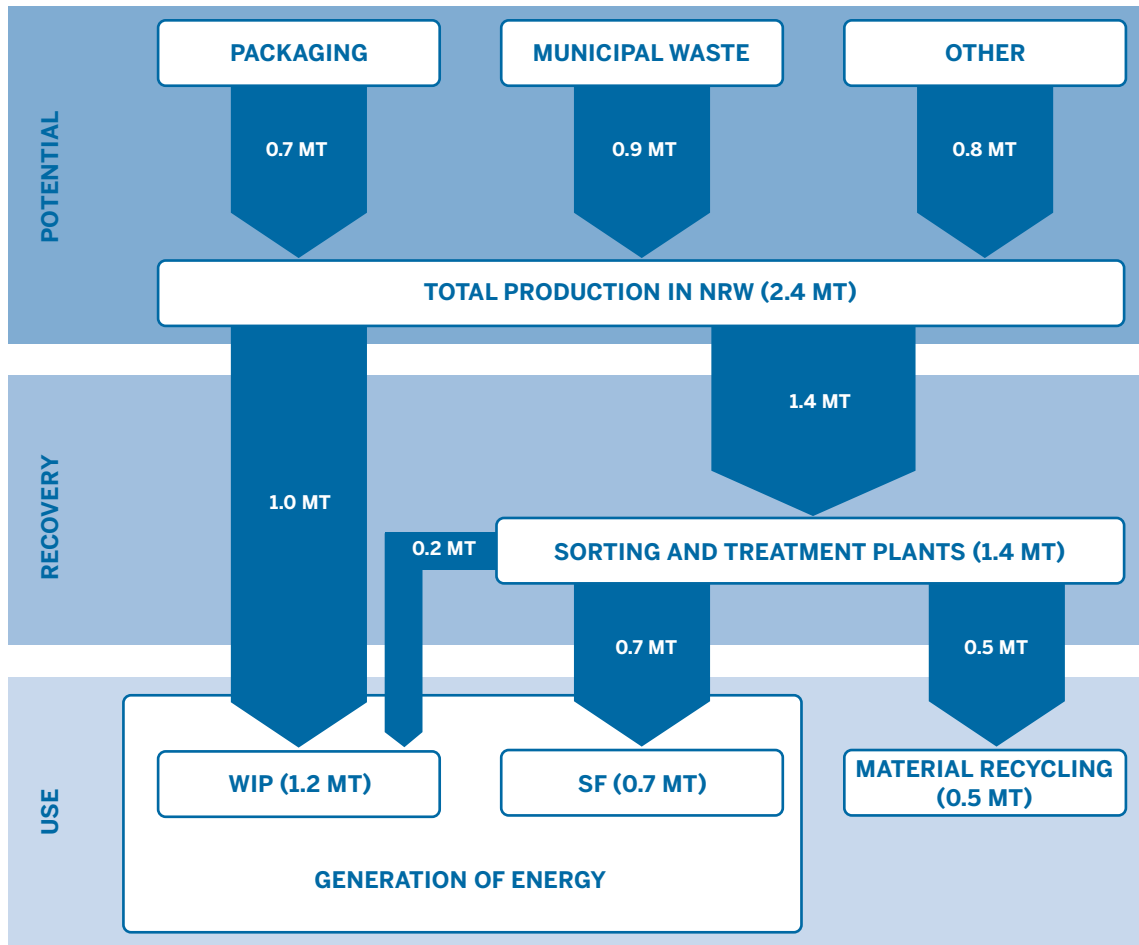 POTENTIAL
PACKAGING
MUNICIPAL WASTE
OTHER
0.7 MT
0.9 MT
0.8 MT
TOTAL PRODUCTION IN NRW (2.4 MT)
RECOVERY
1.4 MT
1.0 MT
0.2 MT
SORTING AND TREATMENT PLANTS (1.4 MT)
0.7 MT
0.5 MT
USE
WIP (1.2 MT)
SF (0.7 MT)
MATERIAL RECYCLING
(0.5 MT)
GENERATION OF ENERGY